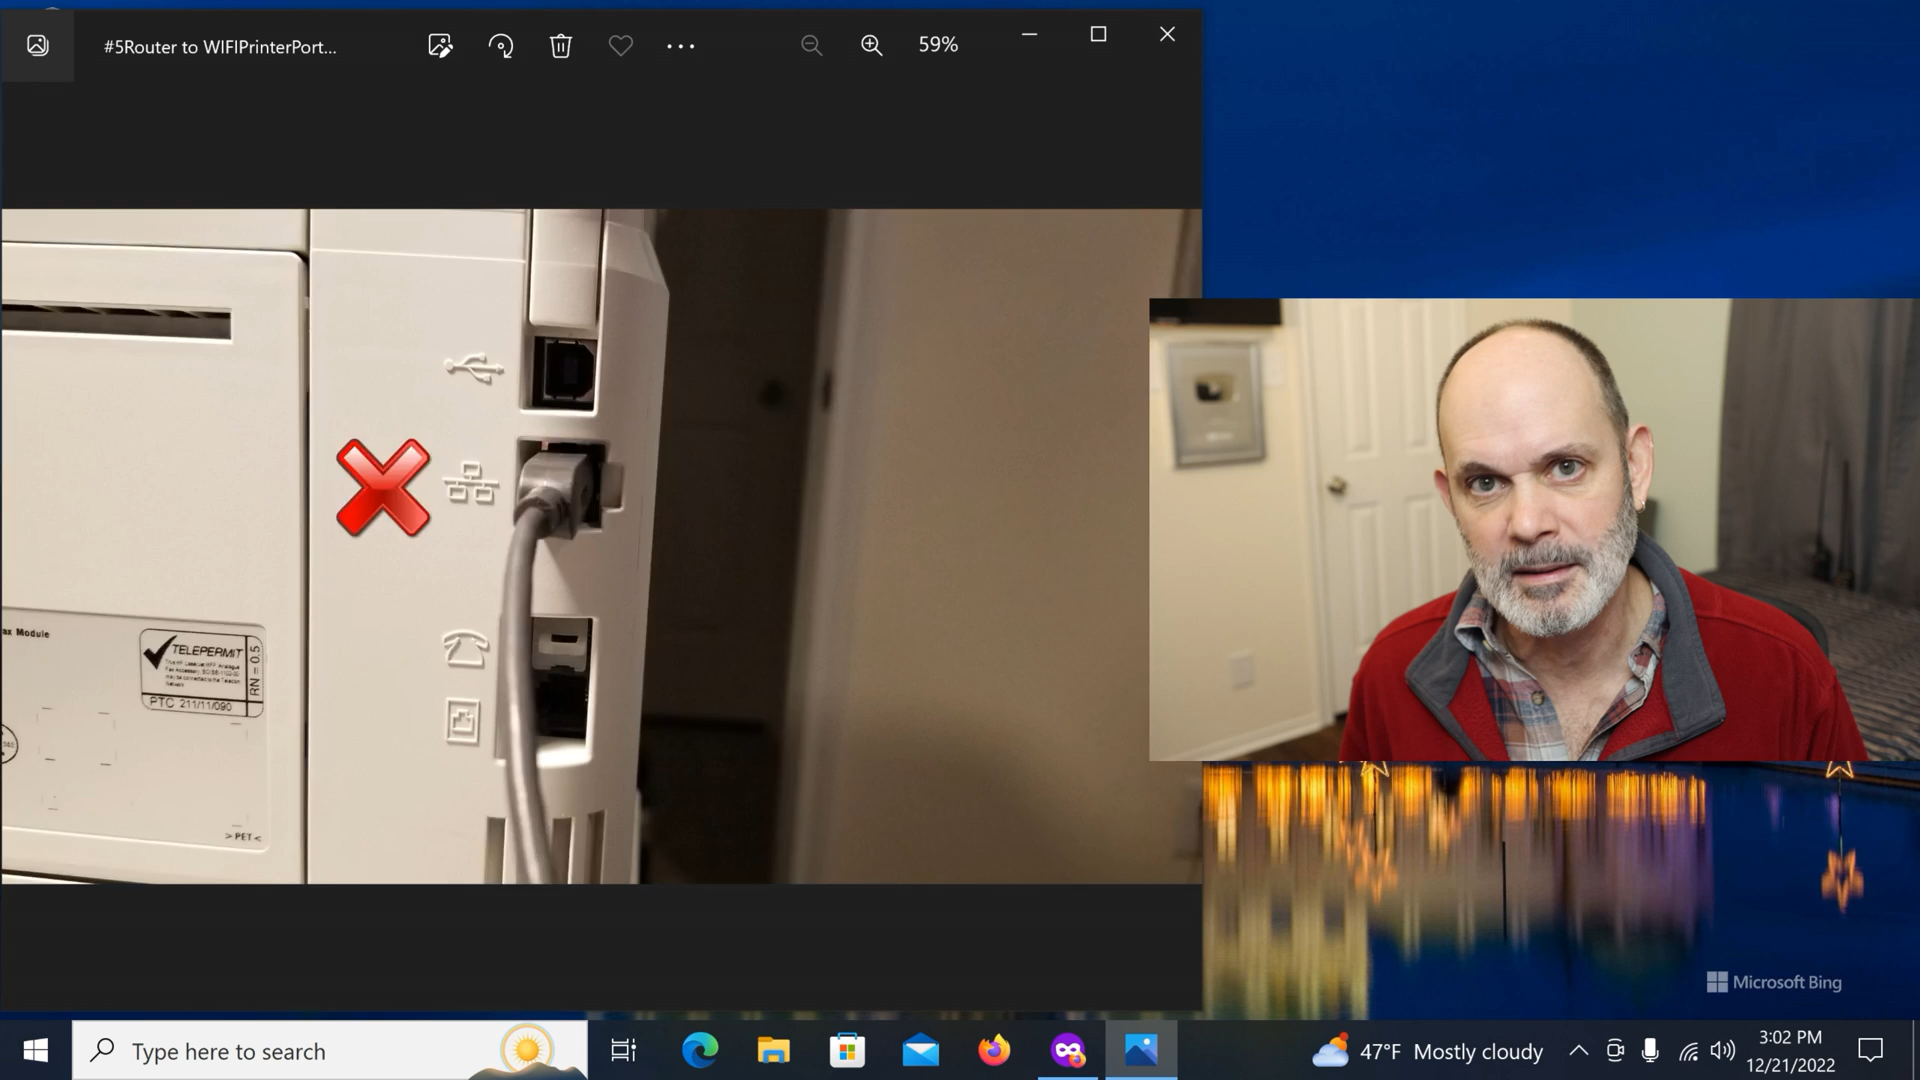 #5Router to WIFIPrinterPort...
59%
ax Module
TELEPERMIT
RN = 0.5
PTC 211/11/090
>PET<
Microsoft Bing
Type here to search
47°F Mostly cloudy
3:02 PM
12/21/2022